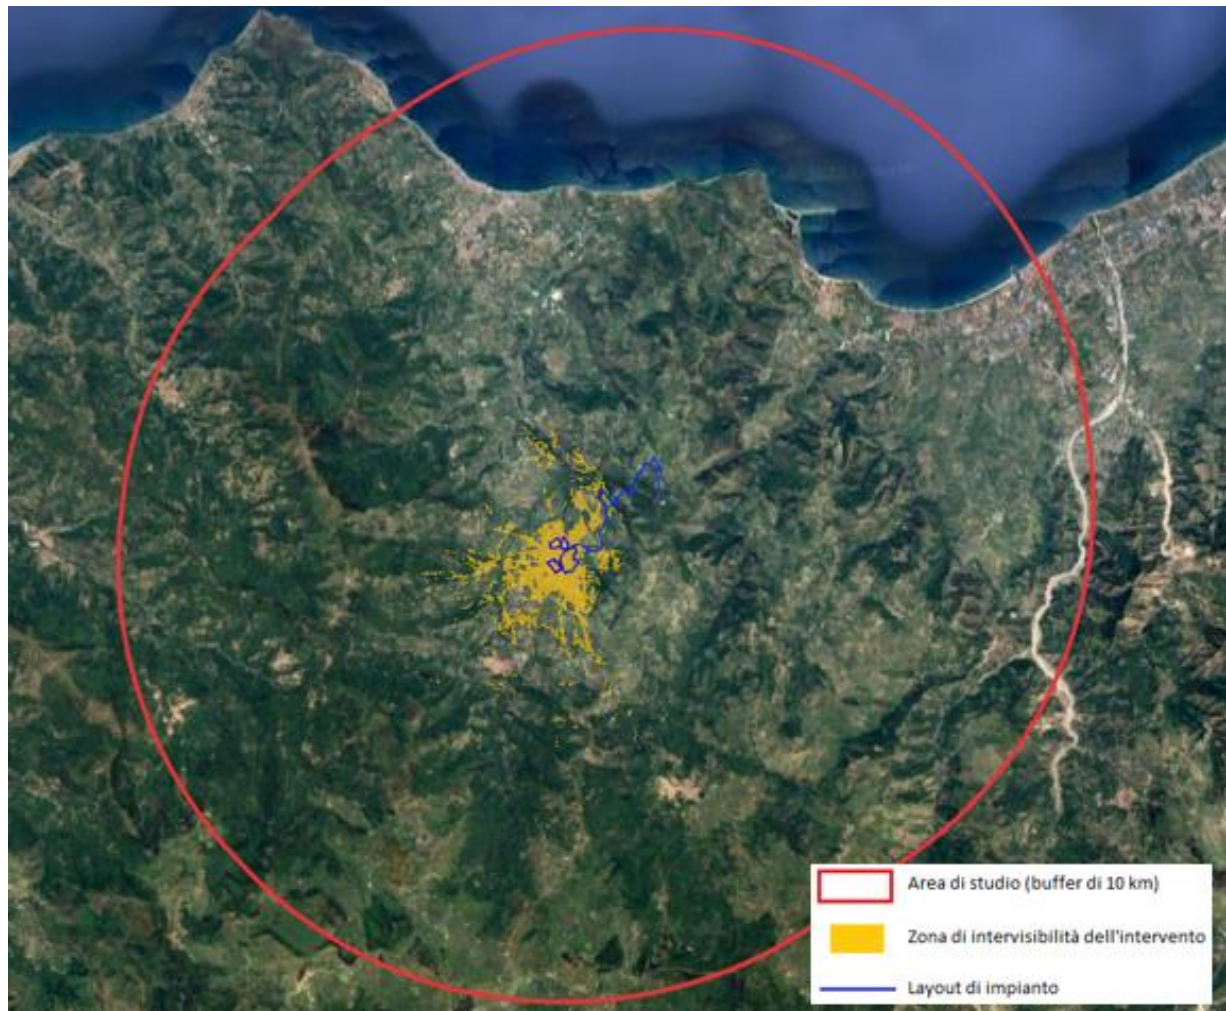 Area di studio (buffer di 10 km)
Zona di intervisibilità dell'intervento
Layout di impianto